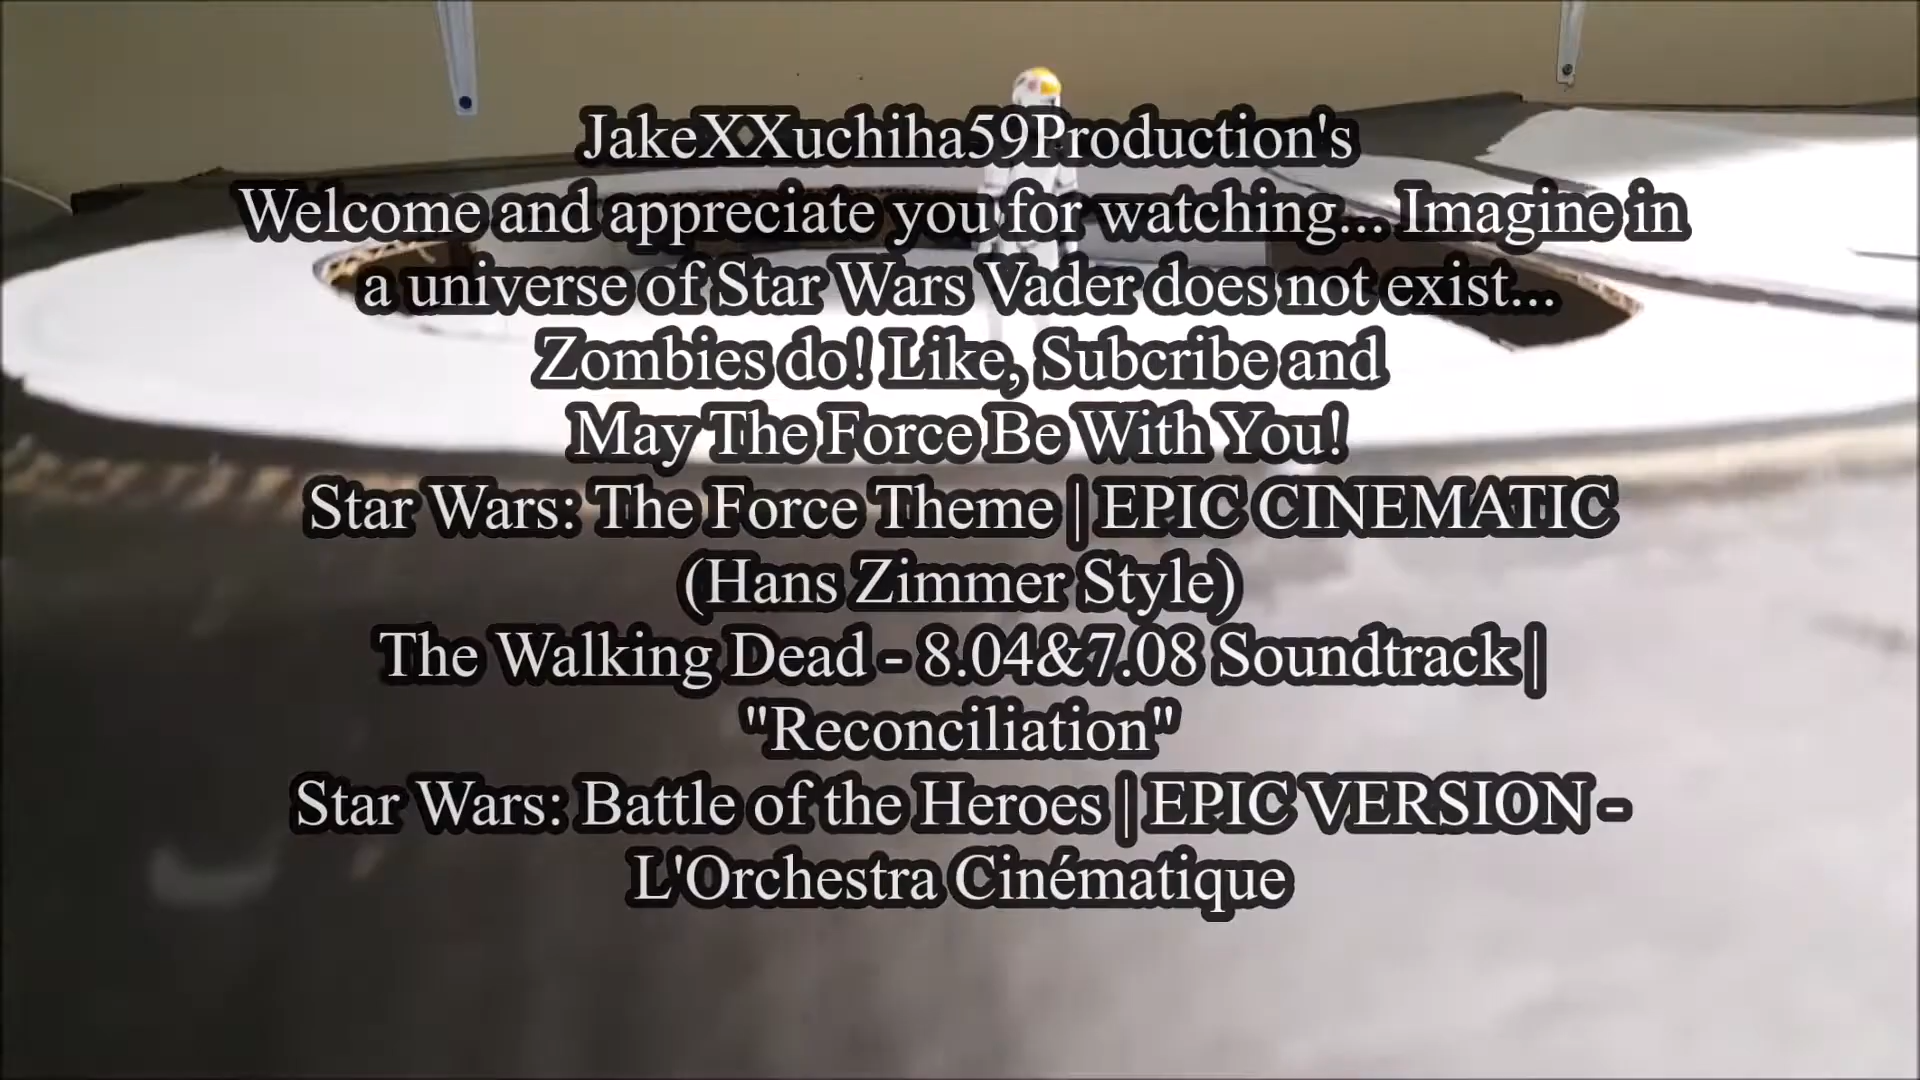 JakeXXuchiha59Production's
Welcome and appreciate you for watching... Imagine in
a universe of Star Wars Vader does not exist...
Zombies do! Like, Subcribe and
May The Force Be With You!
Star Wars: The Force Theme | EPIC CINEMATIC
(Hans Zimmer Style)
The Walking Dead - 8.04&7.08 Soundtrack |
"Reconciliation"
Star Wars: Battle of the Heroes | EPIC VERSION -
L'Orchestra Cinématique